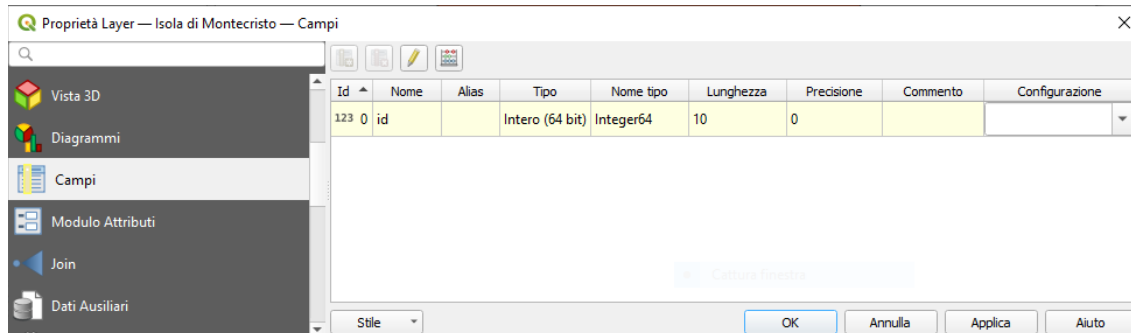 Proprietà Layer — Isola di Montecristo — Campi
Vista 3D
Diagrammi
Campi
Modulo Attributi
Join
Dati Ausiliari
Id Nome Alias Tipo Nome tipo Lunghezza Precisione Commento Configurazione
123 0 id Intero (64 bit) Integer64 10 0
Cattura finestra
Stile OK Annulla Applica Aiuto